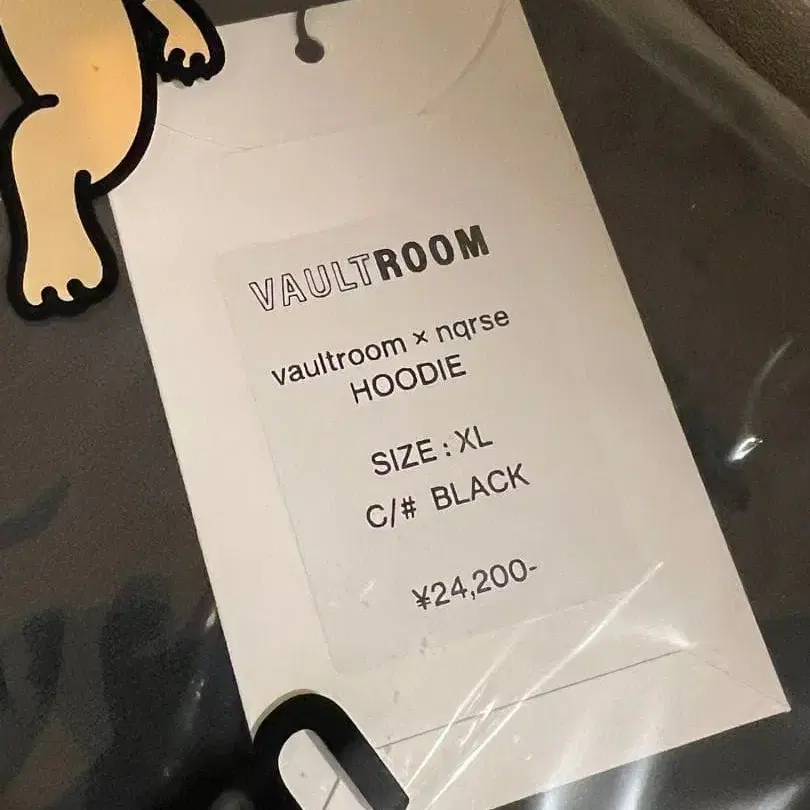 VAULTROOM
vaultroom × nqrse
HOODIE
SIZE : XL
C/# BLACK
¥24,200-